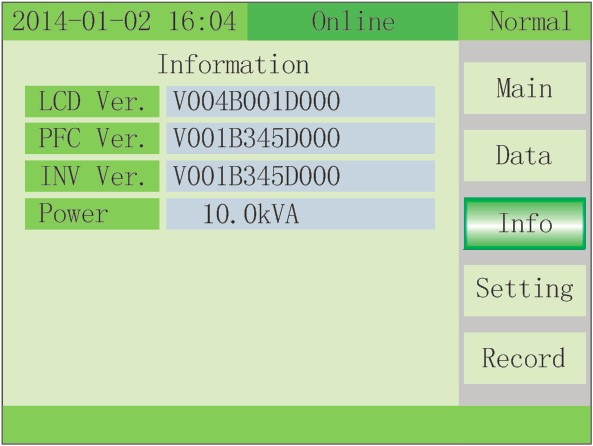 2014-01-02 16:04 Online Normal
Information
LCD Ver. V004B001D000
PFC Ver. V001B345D000
INV Ver. V001B345D000
Power 10.0kVA
Main
Data
Info
Setting
Record